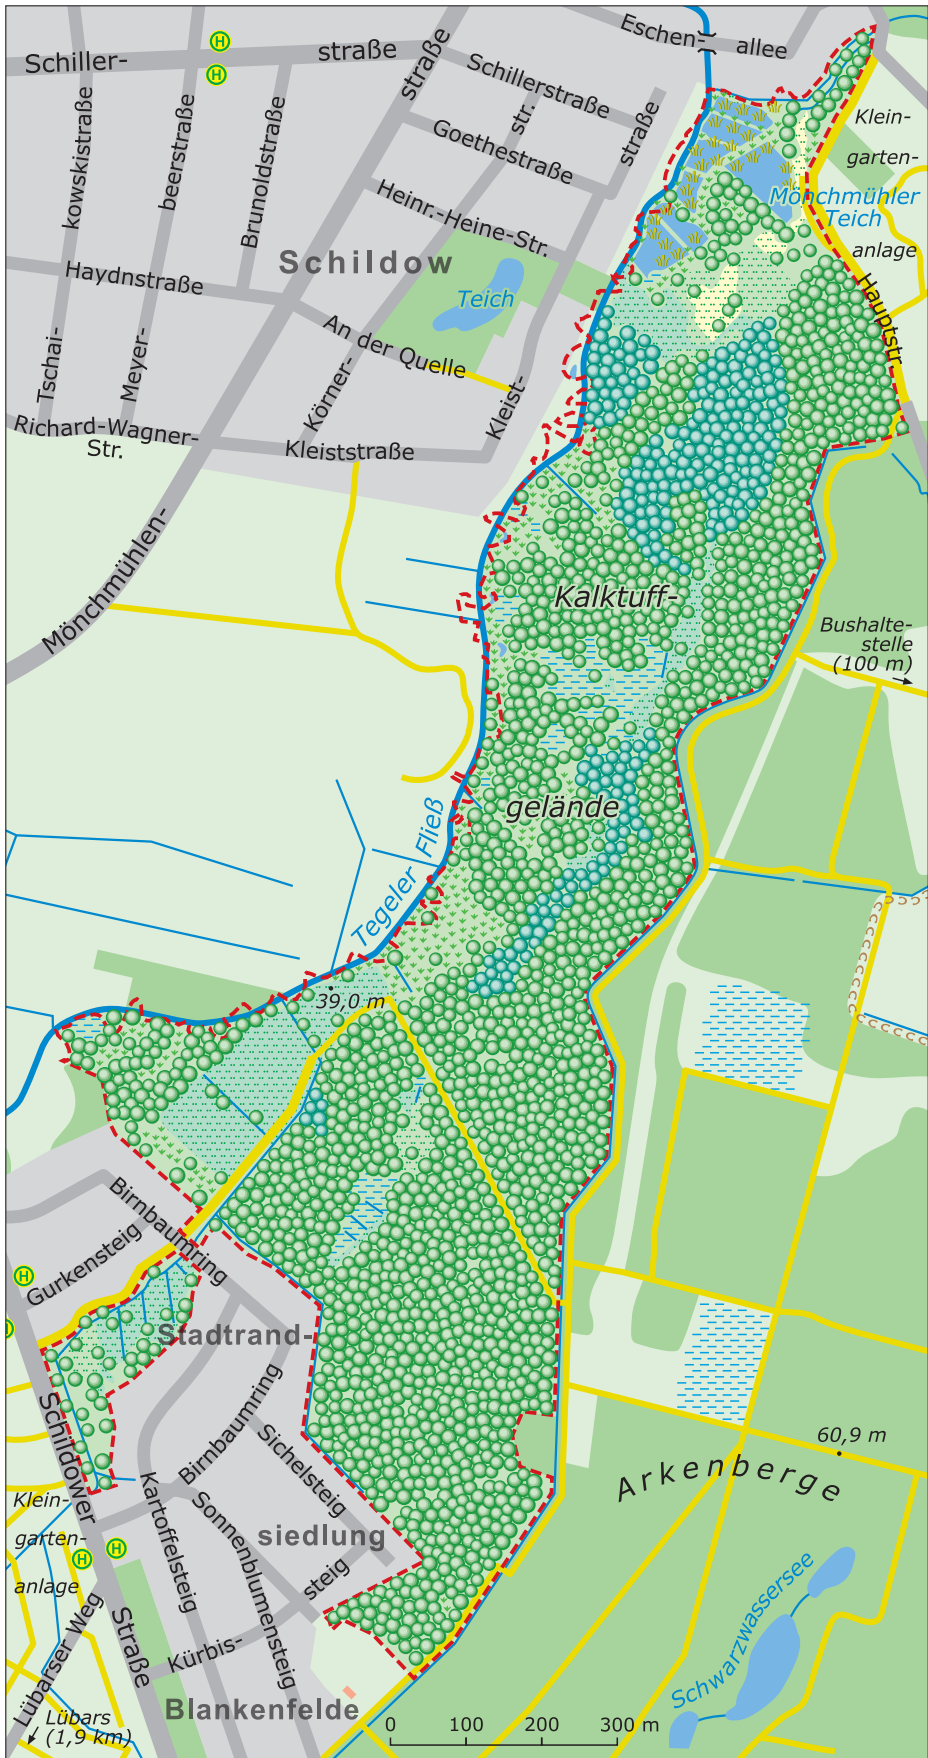 Eschen-
allee
Schiller-
straße
H
H
straße
Schillerstraße
str.
straße
Goethestraße
Heinr.-Heine-Str.
kowskistraße
beerstraße
Brunoldstraße
Klein-
garten-
anlage
Mönchmühler
Teich
Hauptstr.
Schildow
Teich
Haydnstraße
An der Quelle
Tschai-
Meyer-
Körner-
Kleist-
Richard-Wagner-
Str.
Kleiststraße
Mönchmühlen-
Kalktuff-
Bushalte-
stelle
(100 m)
gelände
Tegeler Fließ
39,0 m
Birnbaumring
Gurkensteig
H
H
Stadtrand-
Birnbaumring
Sichelsteig
Schildower
60,9 m
Arkenberge
Klein-
garten-
anlage
Kartoffelsteig
Sonnenblumensteig
siedlung
H
H
steig
Kürbis-
Straße
Lübarser Weg
Schwarzwassersee
Blankenfelde
Lübars
(1,9 km)
0 100 200 300 m